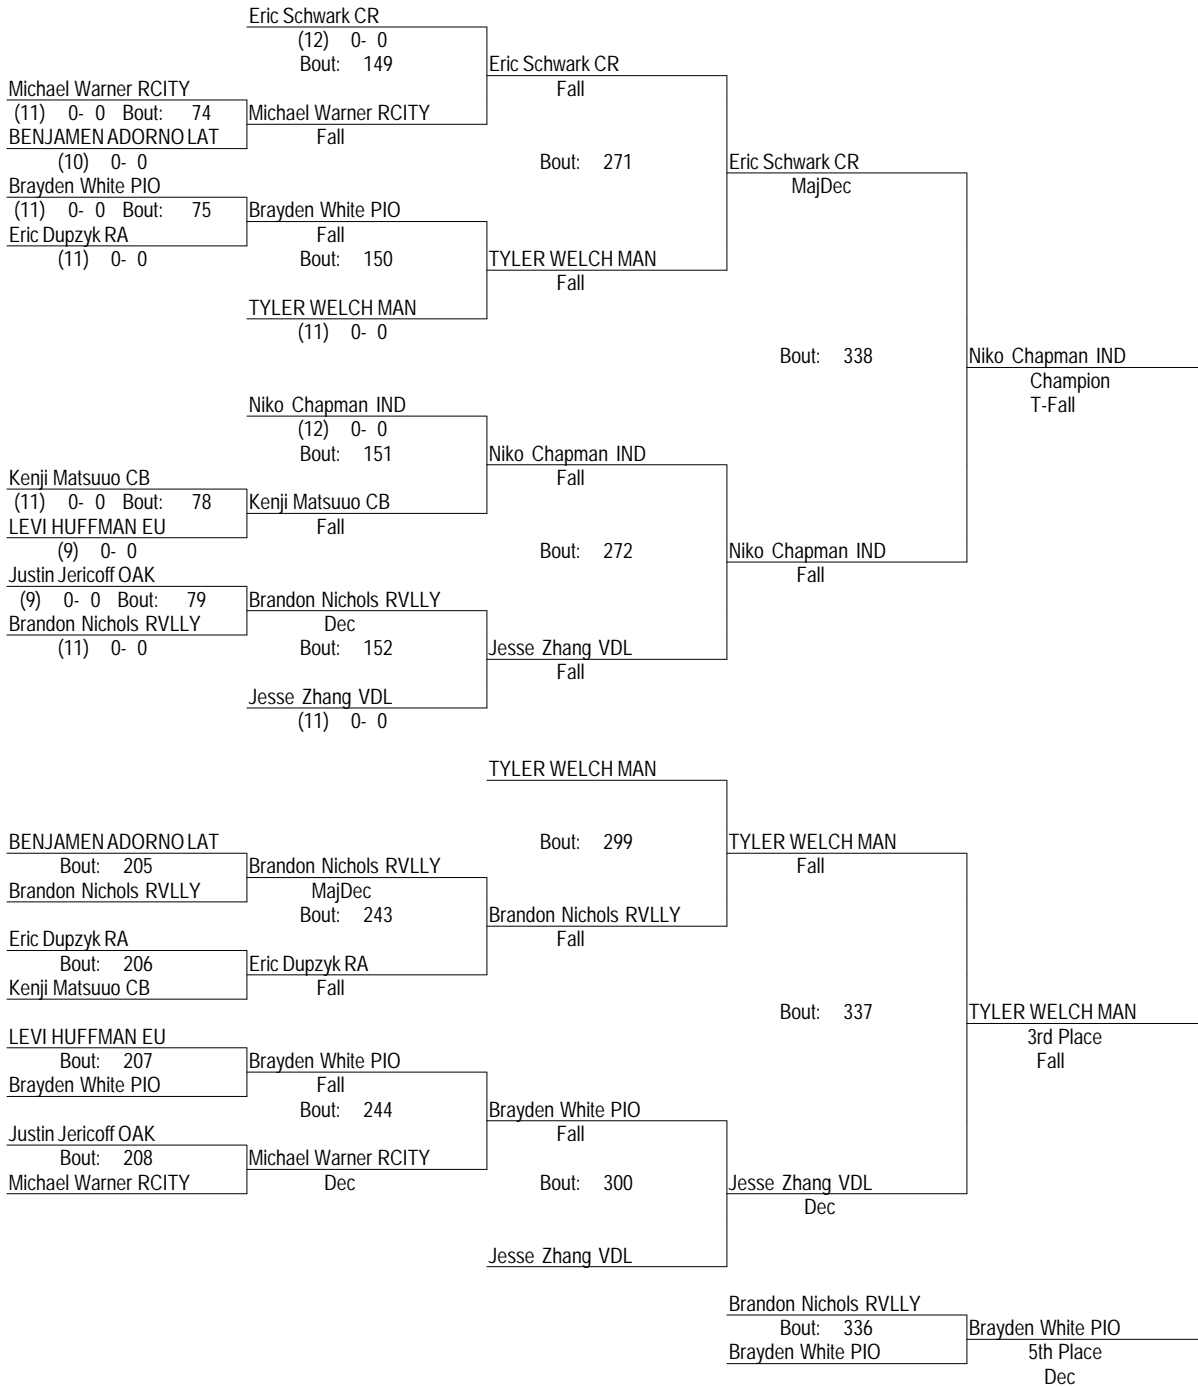 Eric Schwark CR
(12) 0- 0
Bout: 149
Eric Schwark CR
Fall
Michael Warner RCITY
(11) 0- 0 Bout: 74
Michael Warner RCITY
Fall
BENJAMEN ADORNO LAT
(10) 0- 0
Bout: 271
Eric Schwark CR
MajDec
Brayden White PIO
(11) 0- 0 Bout: 75
Brayden White PIO
Fall
Eric Dupzyk RA
(11) 0- 0
Bout: 150
TYLER WELCH MAN
Fall
TYLER WELCH MAN
(11) 0- 0
Bout: 338
Niko Chapman IND
Champion
T-Fall
Niko Chapman IND
(12) 0- 0
Bout: 151
Niko Chapman IND
Fall
Kenji Matsuuo CB
(11) 0- 0 Bout: 78
Kenji Matsuuo CB
Fall
LEVI HUFFMAN EU
(9) 0- 0
Bout: 272
Niko Chapman IND
Fall
Justin Jericoff OAK
(9) 0- 0 Bout: 79
Brandon Nichols RVLLY
Dec
Brandon Nichols RVLLY
(11) 0- 0
Bout: 152
Jesse Zhang VDL
Fall
Jesse Zhang VDL
(11) 0- 0
TYLER WELCH MAN
BENJAMEN ADORNO LAT
Bout: 205
Brandon Nichols RVLLY
Bout: 299
TYLER WELCH MAN
Fall
Brandon Nichols RVLLY
MajDec
Bout: 243
Brandon Nichols RVLLY
Fall
Eric Dupzyk RA
Bout: 206
Kenji Matsuuo CB
Eric Dupzyk RA
Fall
Bout: 337
TYLER WELCH MAN
3rd Place
Fall
LEVI HUFFMAN EU
Bout: 207
Brayden White PIO
Brayden White PIO
Fall
Bout: 244
Brayden White PIO
Fall
Justin Jericoff OAK
Bout: 208
Michael Warner RCITY
Michael Warner RCITY
Dec
Bout: 300
Jesse Zhang VDL
Dec
Jesse Zhang VDL
Brandon Nichols RVLLY
Bout: 336
Brayden White PIO
Brayden White PIO
5th Place
Dec